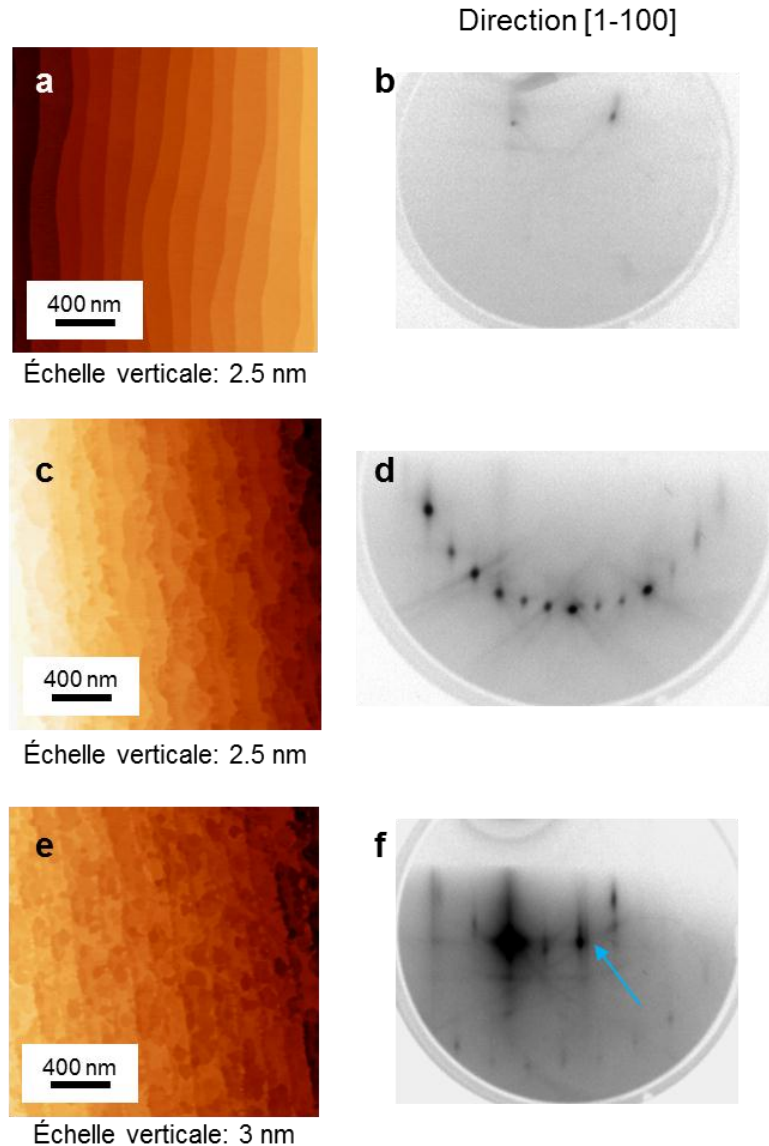 Direction [1-100]
a
b
400 nm
Échelle verticale: 2.5 nm
c
d
400 nm
Échelle verticale: 2.5 nm
e
f
400 nm
Échelle verticale: 3 nm